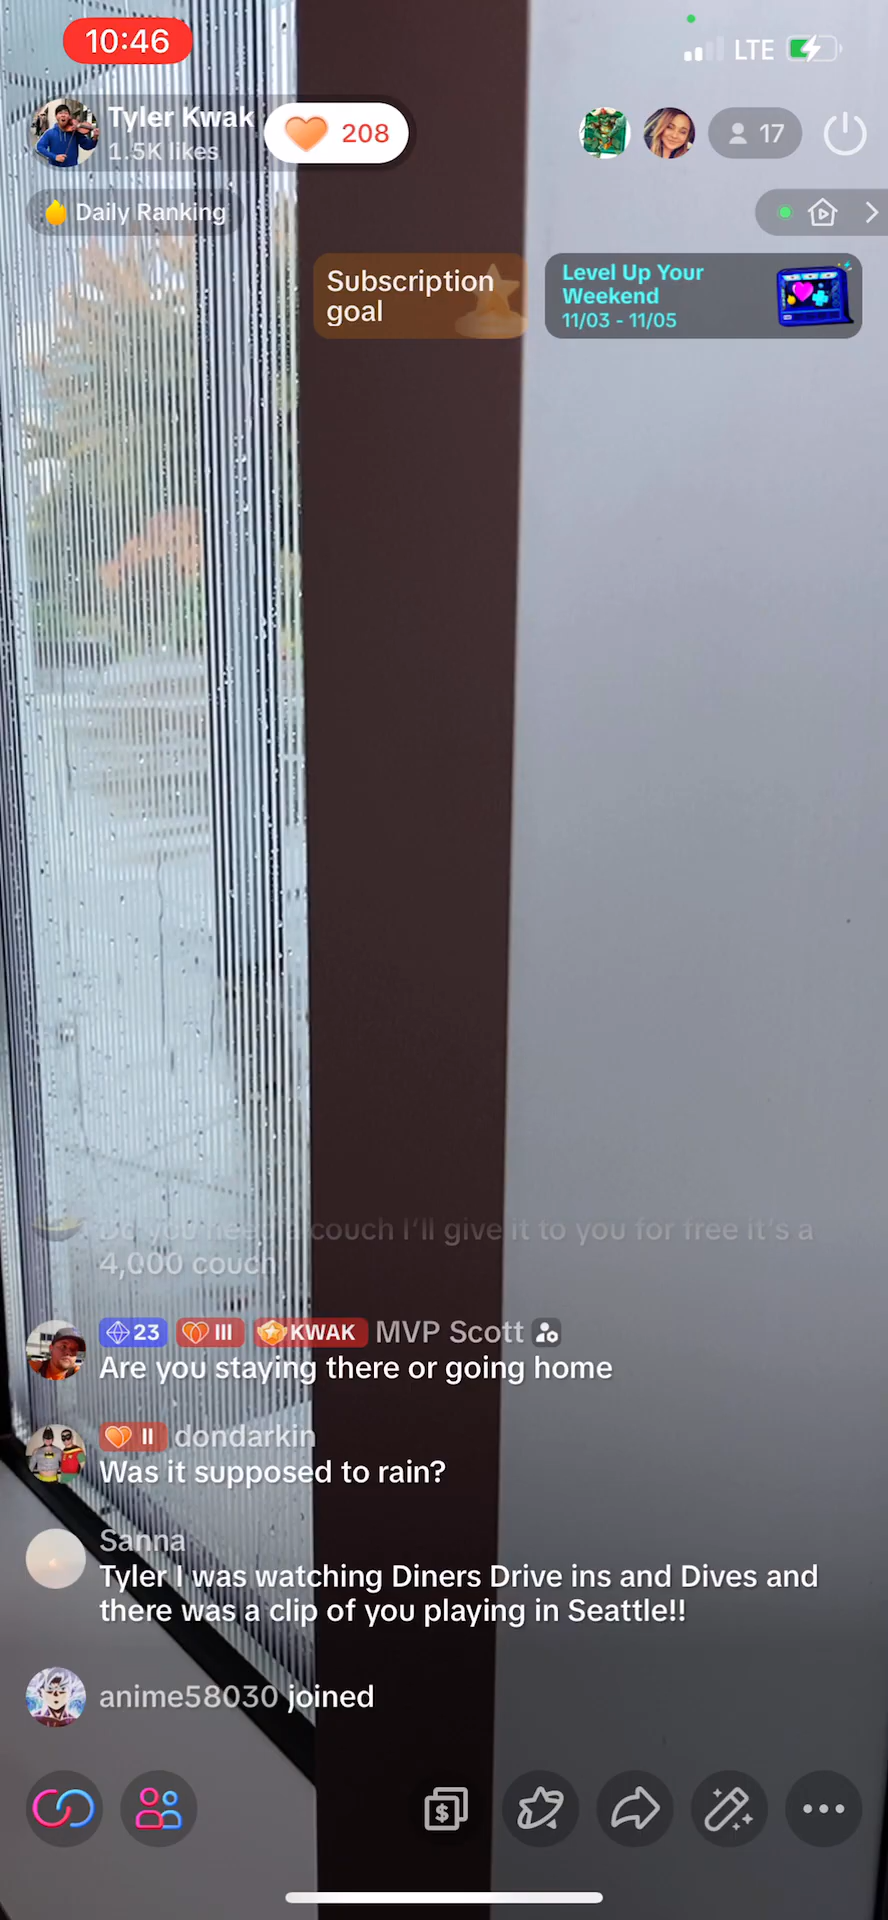 10:46
LTE
Tyler Kwak
1.5K likes
208
17
Daily Ranking
Subscription
goal
Level Up Your
Weekend
11/03 - 11/05
Do you need a couch I'll give it to you for free it's a
4,000 couch
23 III KWAK MVP Scott
Are you staying there or going home
II dondarkin
Was it supposed to rain?
Sanna
Tyler I was watching Diners Drive ins and Dives and
there was a clip of you playing in Seattle!!
anime58030 joined